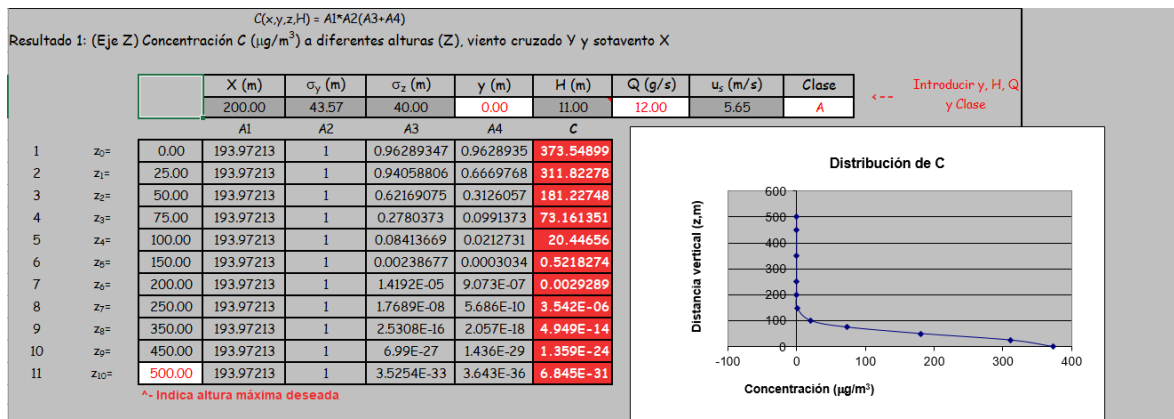 C(x,y,z,H) = A1*A2(A3+A4)
Resultado 1: (Eje Z) Concentración C (µg/m³) a diferentes alturas (Z), viento cruzado Y y sotavento X
X (m) σy (m) σz (m) y (m) H (m) Q (g/s) us (m/s) Clase
200.00 43.57 40.00 0.00 11.00 12.00 5.65 A
<-- Introducir y, H, Q
y Clase
A1 A2 A3 A4 C
1 z0= 0.00 193.97213 1 0.96289347 0.9628935 373.54899
2 z1= 25.00 193.97213 1 0.94058806 0.6669768 311.82278
3 z2= 50.00 193.97213 1 0.62169075 0.3126057 181.22748
4 z3= 75.00 193.97213 1 0.2780373 0.0991373 73.161351
5 z4= 100.00 193.97213 1 0.08413669 0.0212731 20.44656
6 z5= 150.00 193.97213 1 0.00238677 0.0003034 0.5218274
7 z6= 200.00 193.97213 1 1.4192E-05 9.073E-07 0.0029289
8 z7= 250.00 193.97213 1 1.7689E-08 5.686E-10 3.542E-06
9 z8= 350.00 193.97213 1 2.5308E-16 2.057E-18 4.949E-14
10 z9= 450.00 193.97213 1 6.99E-27 1.436E-29 1.359E-24
11 z10= 500.00 193.97213 1 3.5254E-33 3.643E-36 6.845E-31
^- Indica altura máxima deseada
Distribución de C
Distancia vertical (z,m)
600
500
400
300
200
100
0
-100 0 100 200 300 400
Concentración (µg/m³)